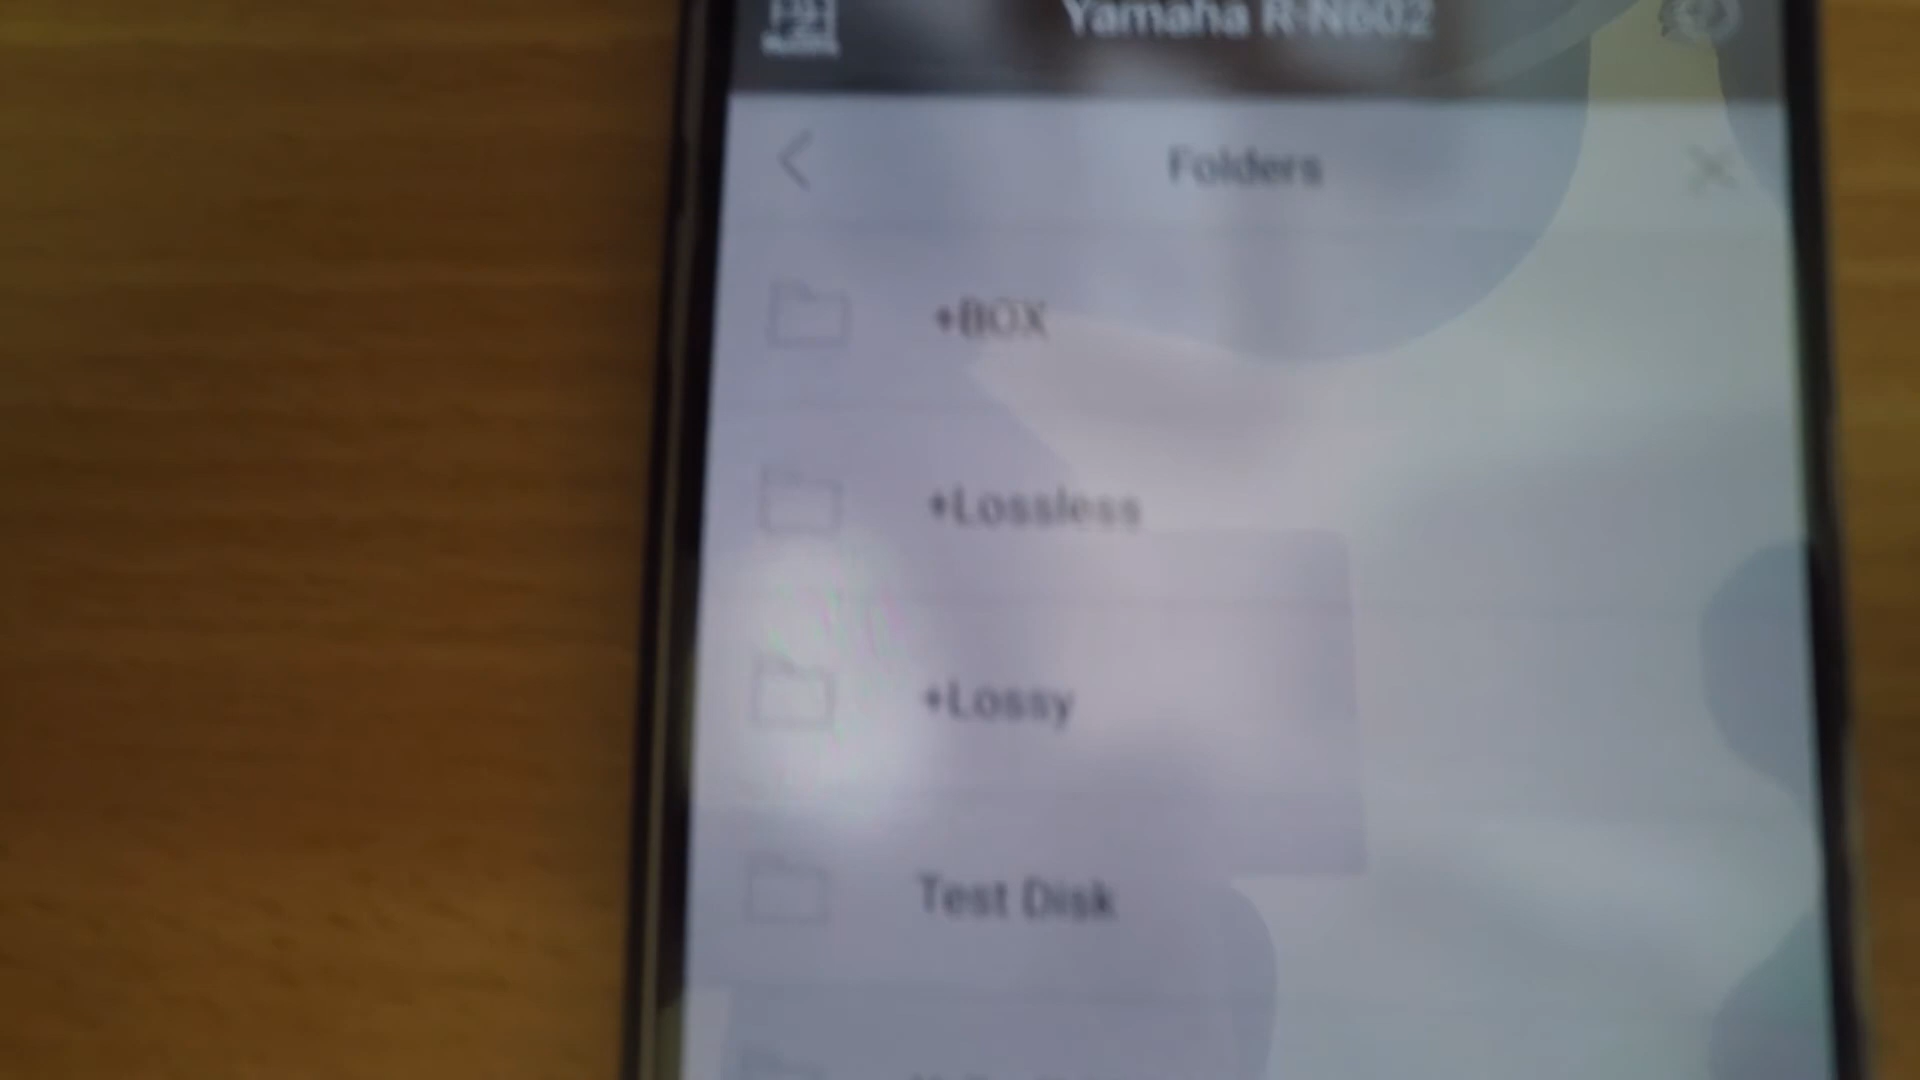 Yamaha R-N602
Folders
+BOX
+Lossless
+Lossy
Test Disk